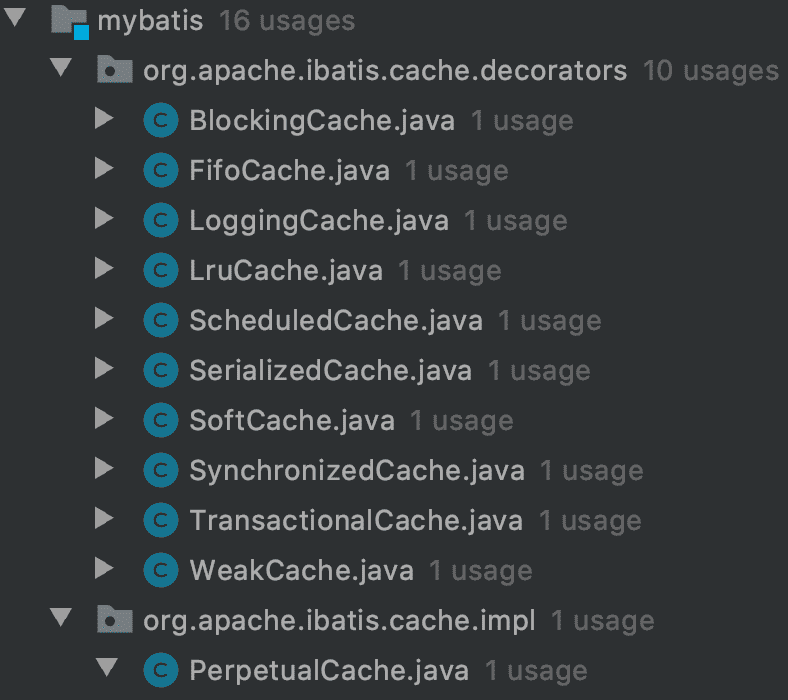 mybatis 16 usages
org.apache.ibatis.cache.decorators 10 usages
C BlockingCache.java 1 usage
C FifoCache.java 1 usage
C LoggingCache.java 1 usage
C LruCache.java 1 usage
C ScheduledCache.java 1 usage
C SerializedCache.java 1 usage
C SoftCache.java 1 usage
C SynchronizedCache.java 1 usage
C TransactionalCache.java 1 usage
C WeakCache.java 1 usage
org.apache.ibatis.cache.impl 1 usage
C PerpetualCache.java 1 usage